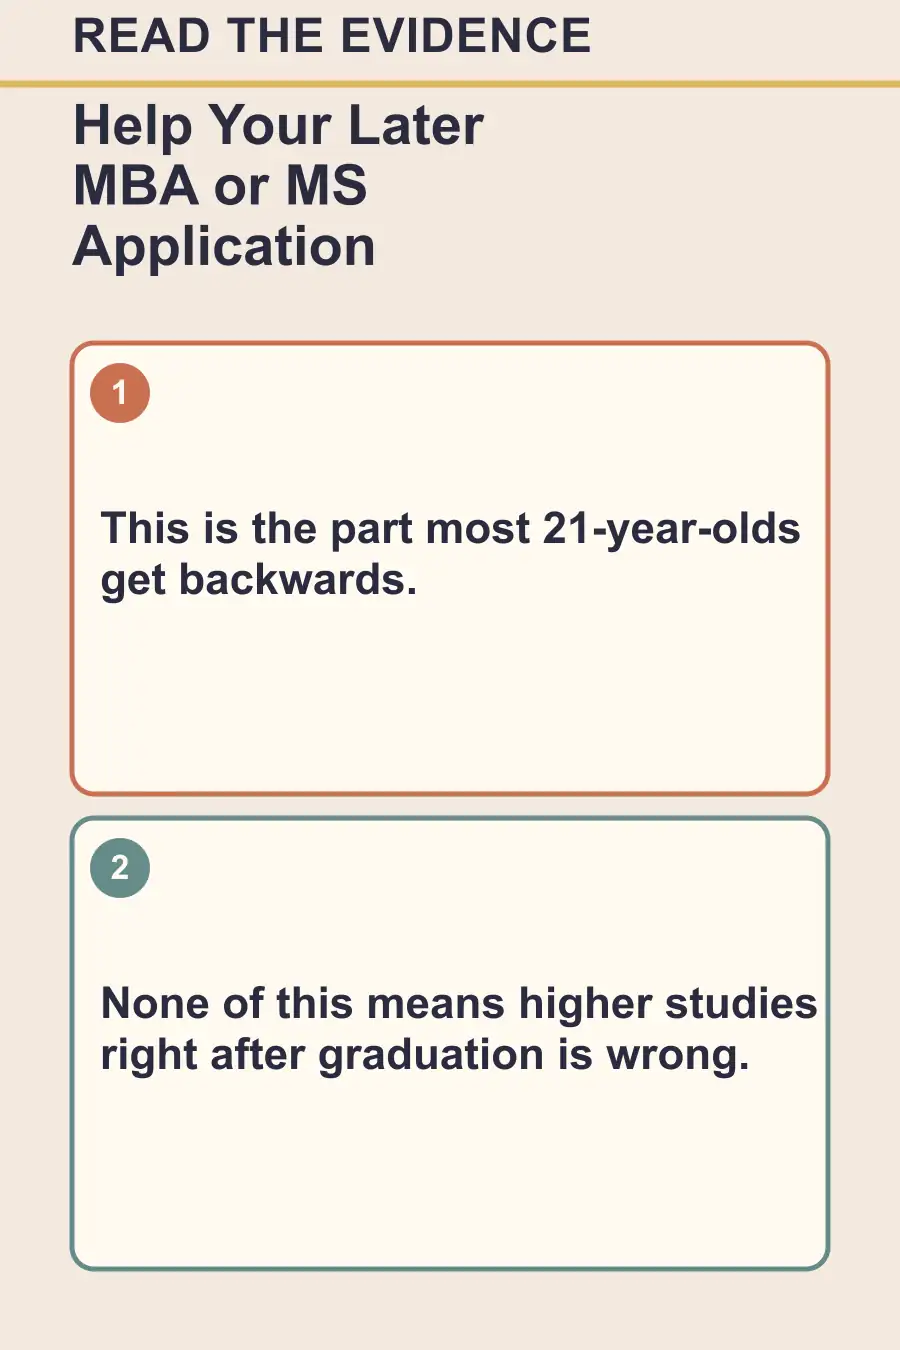 READ THE EVIDENCE
Help Your Later
MBA or MS
Application
1
This is the part most 21-year-olds
get backwards.
2
None of this means higher studies
right after graduation is wrong.